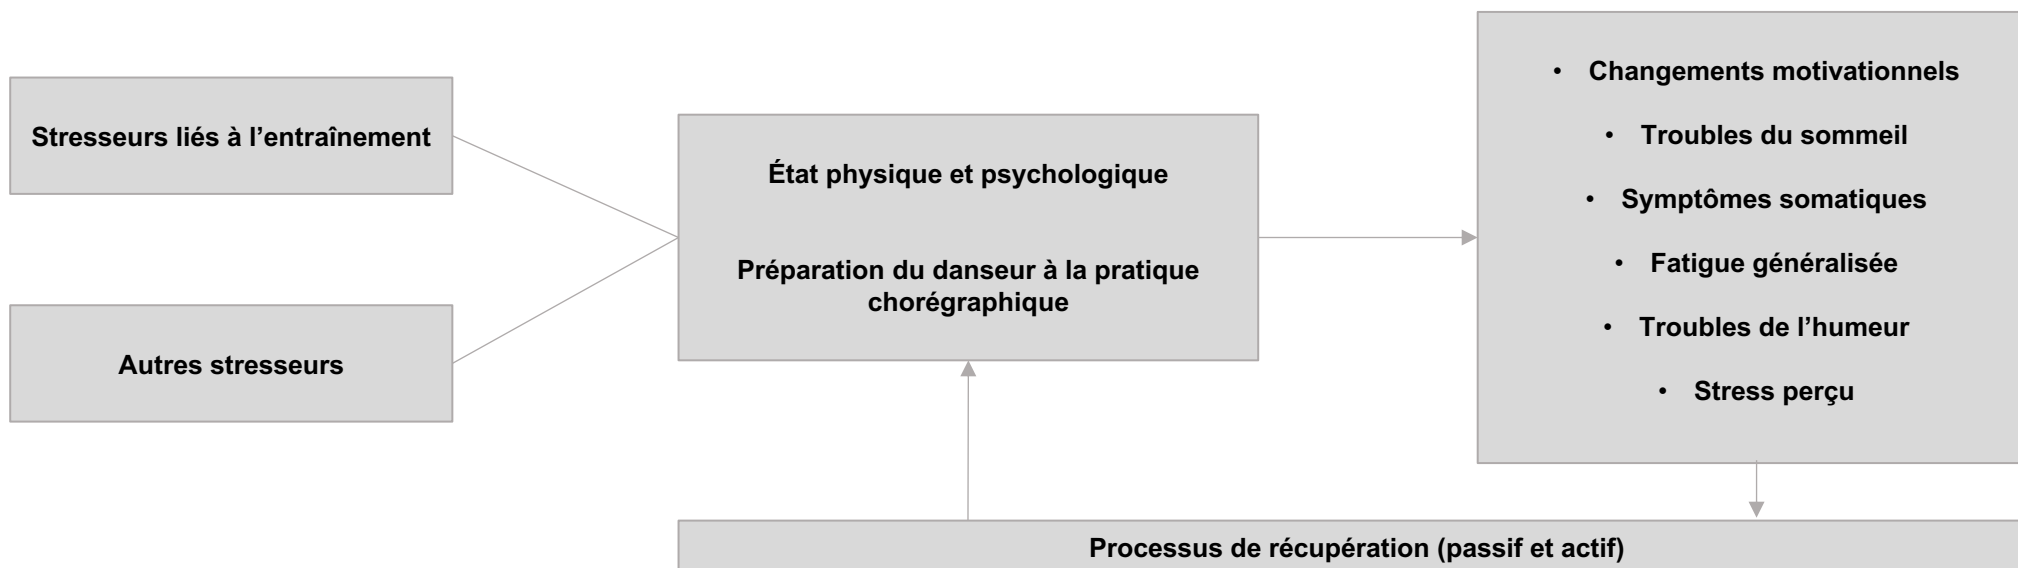 Stresseurs liés à l’entraînement
Autres stresseurs
État physique et psychologique
Préparation du danseur à la pratique
chorégraphique
• Changements motivationnels
• Troubles du sommeil
• Symptômes somatiques
• Fatigue généralisée
• Troubles de l’humeur
• Stress perçu
Processus de récupération (passif et actif)